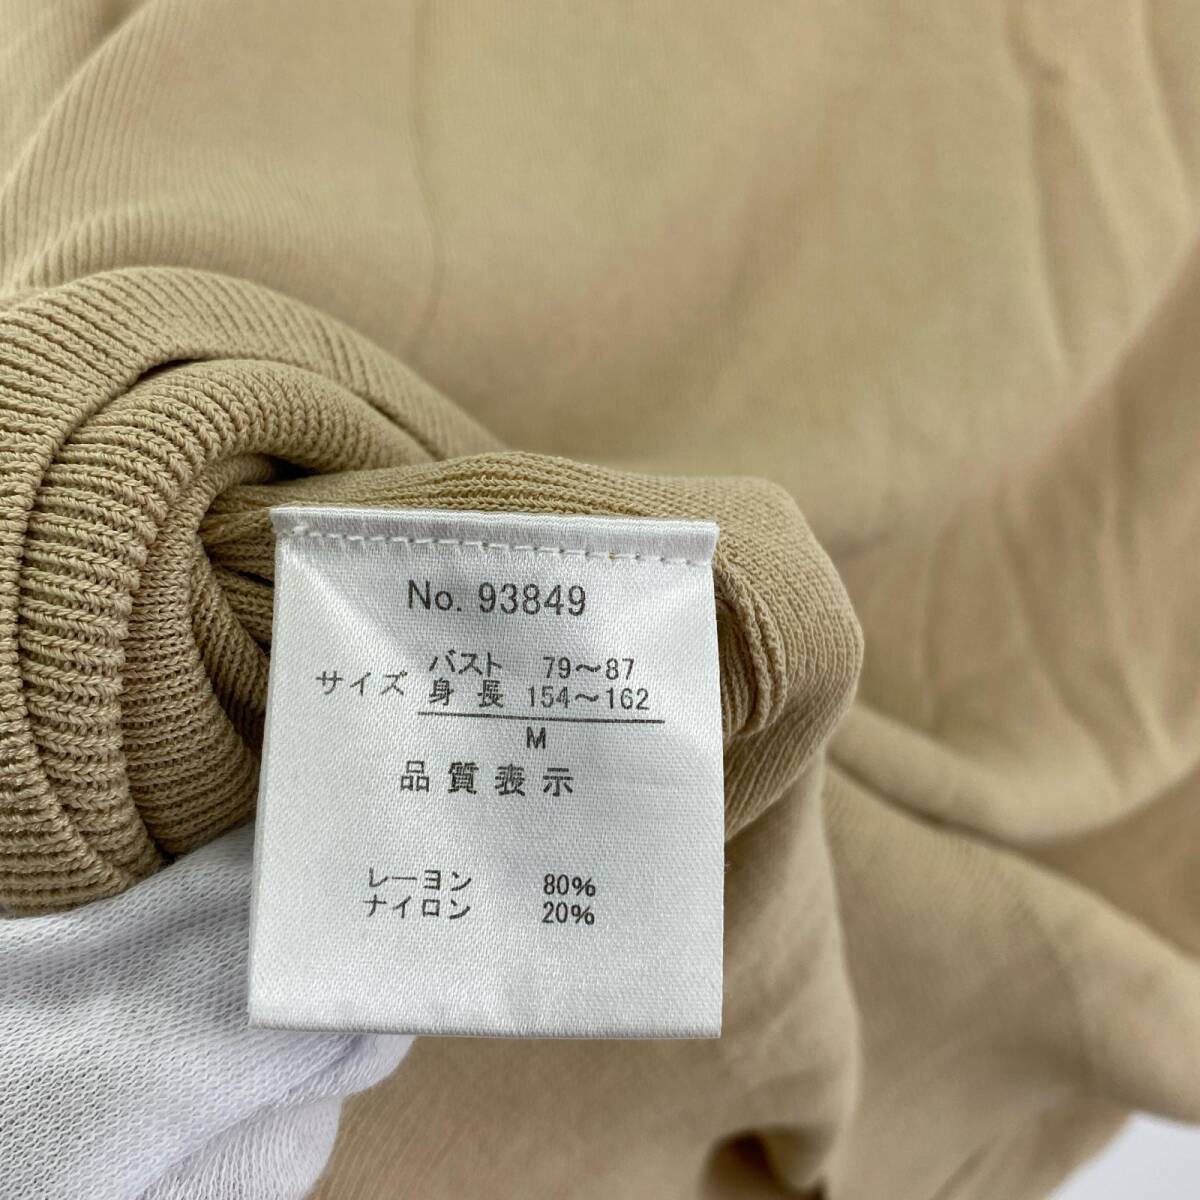 No. 93849
サイズ バスト 79～87
身長 154～162
M
品質表示
レーヨン 80%
ナイロン 20%